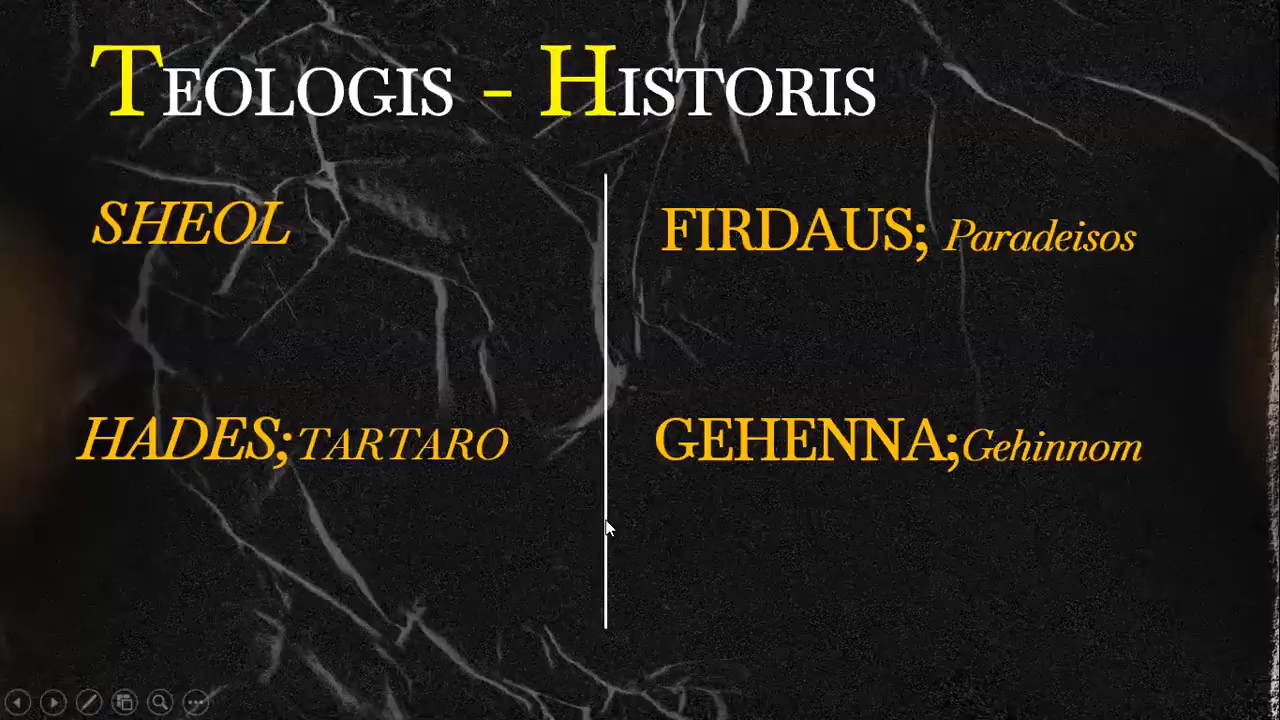 TEOLOGIS - HISTORIS
SHEOL
HADES;TARTARO
FIRDAUS; Paradeisos
GEHENNA;Gehinnom